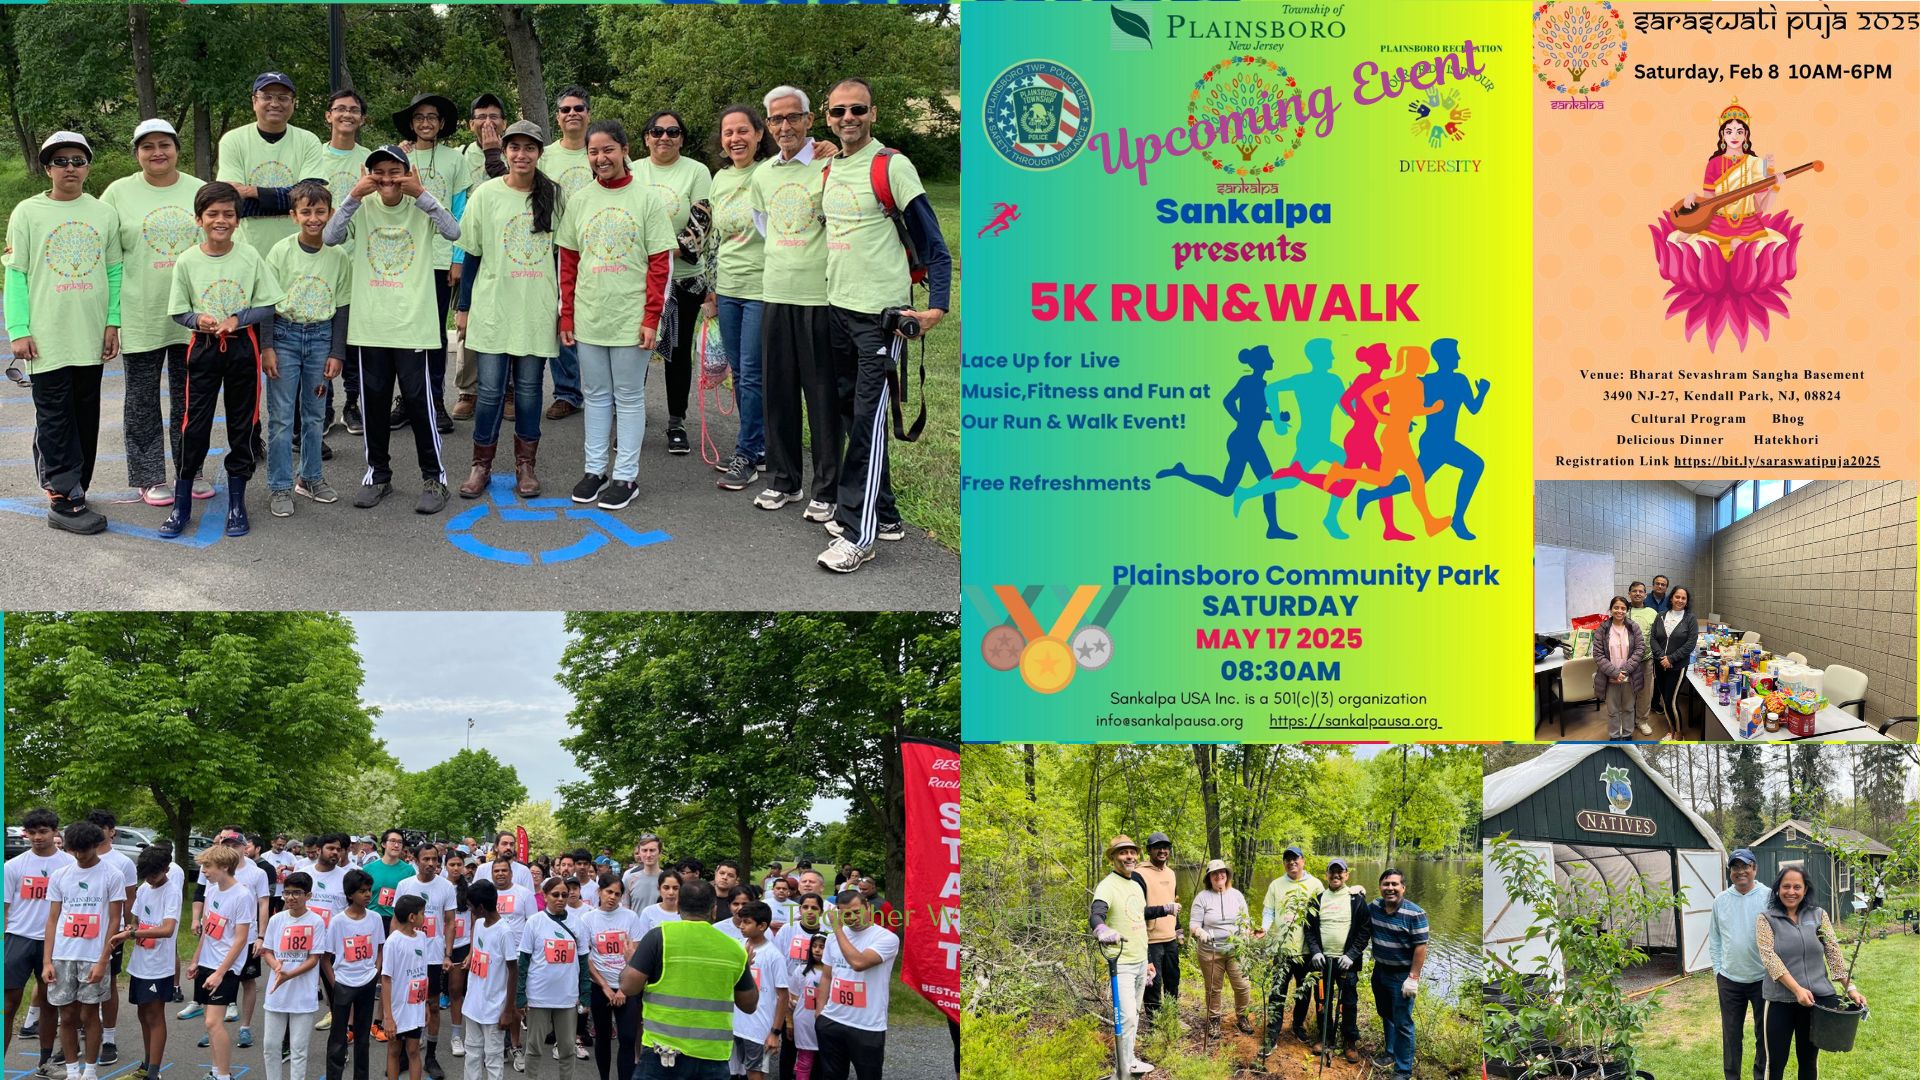 Township of
PLAINSBORO
New Jersey
PLAINSBORO RECREATION
Upcoming Event
PLAINSBORO TWP. POLICE DEPT.
PLAINSBORO TOWNSHIP
POLICE
SAFETY THROUGH VIGILANCE
DIVERSITY
sankalpa
Sankalpa
presents
5K RUN&WALK
Lace Up for Live
Music,Fitness and Fun at
Our Run & Walk Event!
Free Refreshments
Plainsboro Community Park
SATURDAY
MAY 17 2025
08:30AM
Sankalpa USA Inc. is a 501(c)(3) organization
info@sankalpausa.org https://sankalpausa.org
saraswati puja 2025
Saturday, Feb 8 10AM-6PM
sankalpa
Venue: Bharat Sevashram Sangha Basement
3490 NJ-27, Kendall Park, NJ, 08824
Cultural Program Bhog
Delicious Dinner Hatekhori
Registration Link https://bit.ly/saraswatipuja2025
sankalpa
sankalpa
sankalpa
NATIVES
Together We
START
97
47
182
53
36
60
69